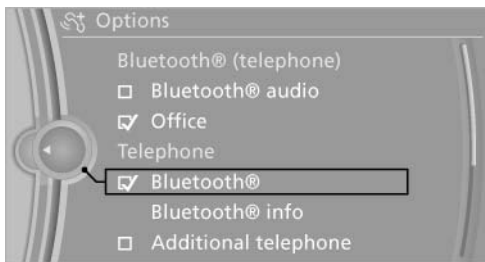 Options
Bluetooth® (telephone)
Bluetooth® audio
Office
Telephone
Bluetooth®
Bluetooth® info
Additional telephone